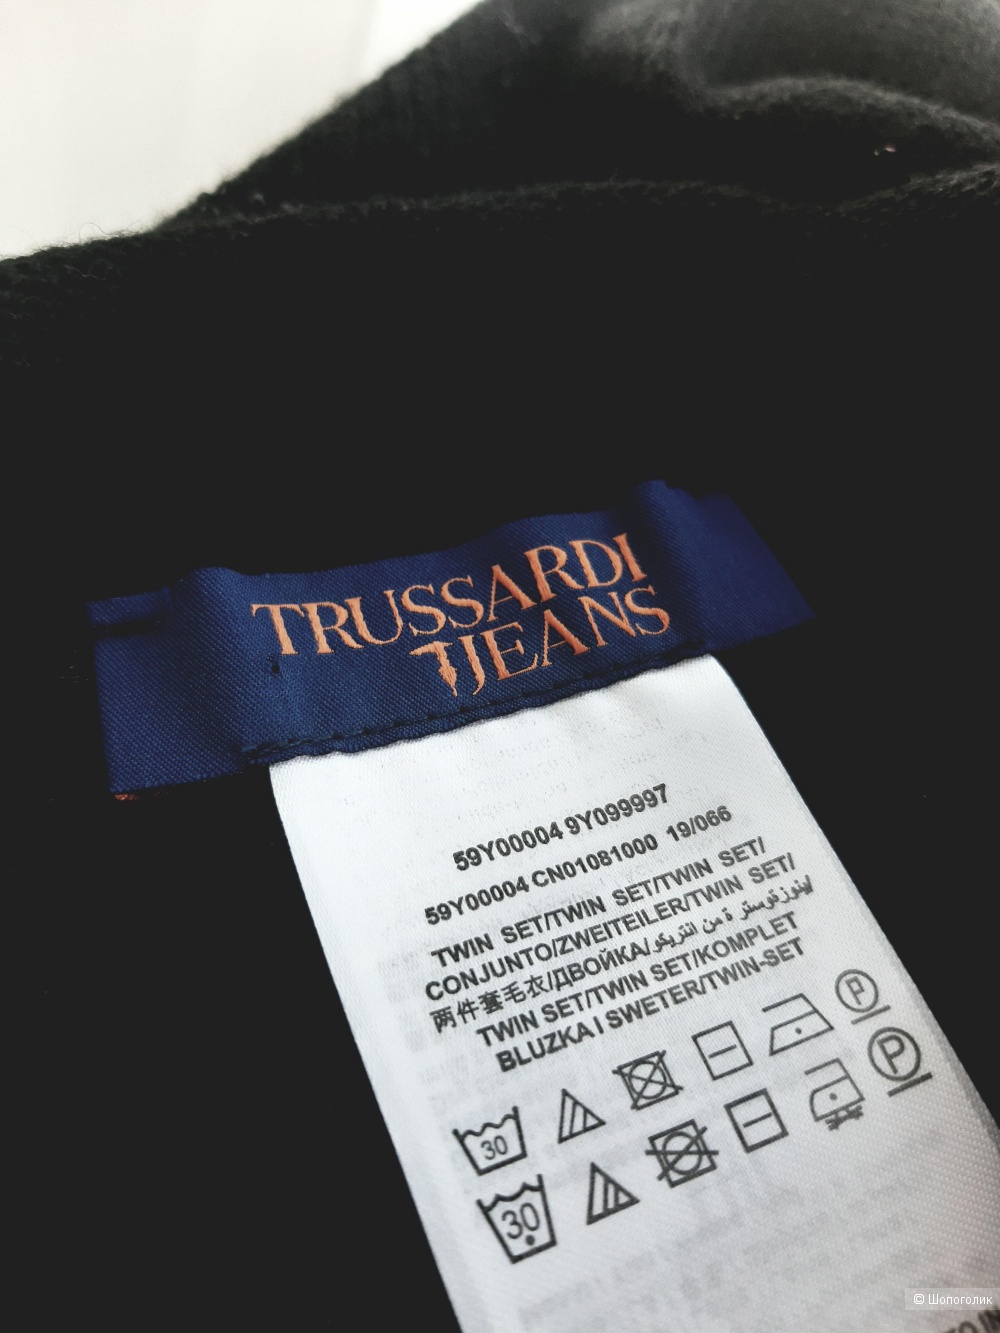 TRUSSARDI
JEANS
59Y00004 9Y099997
59Y00004 CN01081000 19/066
TWIN SET/TWIN SET/TWIN SET/
CONJUNTO/ZWEITEILER/TWIN SET/
两件套毛衣/ДВОЙКА/
TWIN SET/TWIN SET/KOMPLET
BLUZKA I SWETER/TWIN-SET
P
30
P
30
© Шопоголик